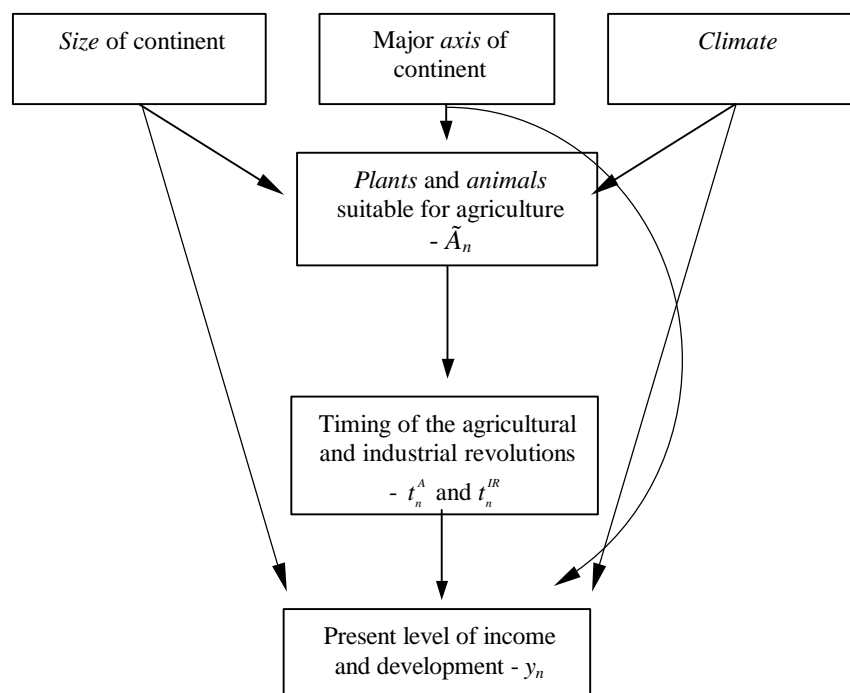 Size of continent
Major axis of
continent
Climate
Plants and animals
suitable for agriculture
- Ãₙ
Timing of the agricultural
and industrial revolutions
- tₙᴬ and tₙᴵᴿ
Present level of income
and development - yₙ